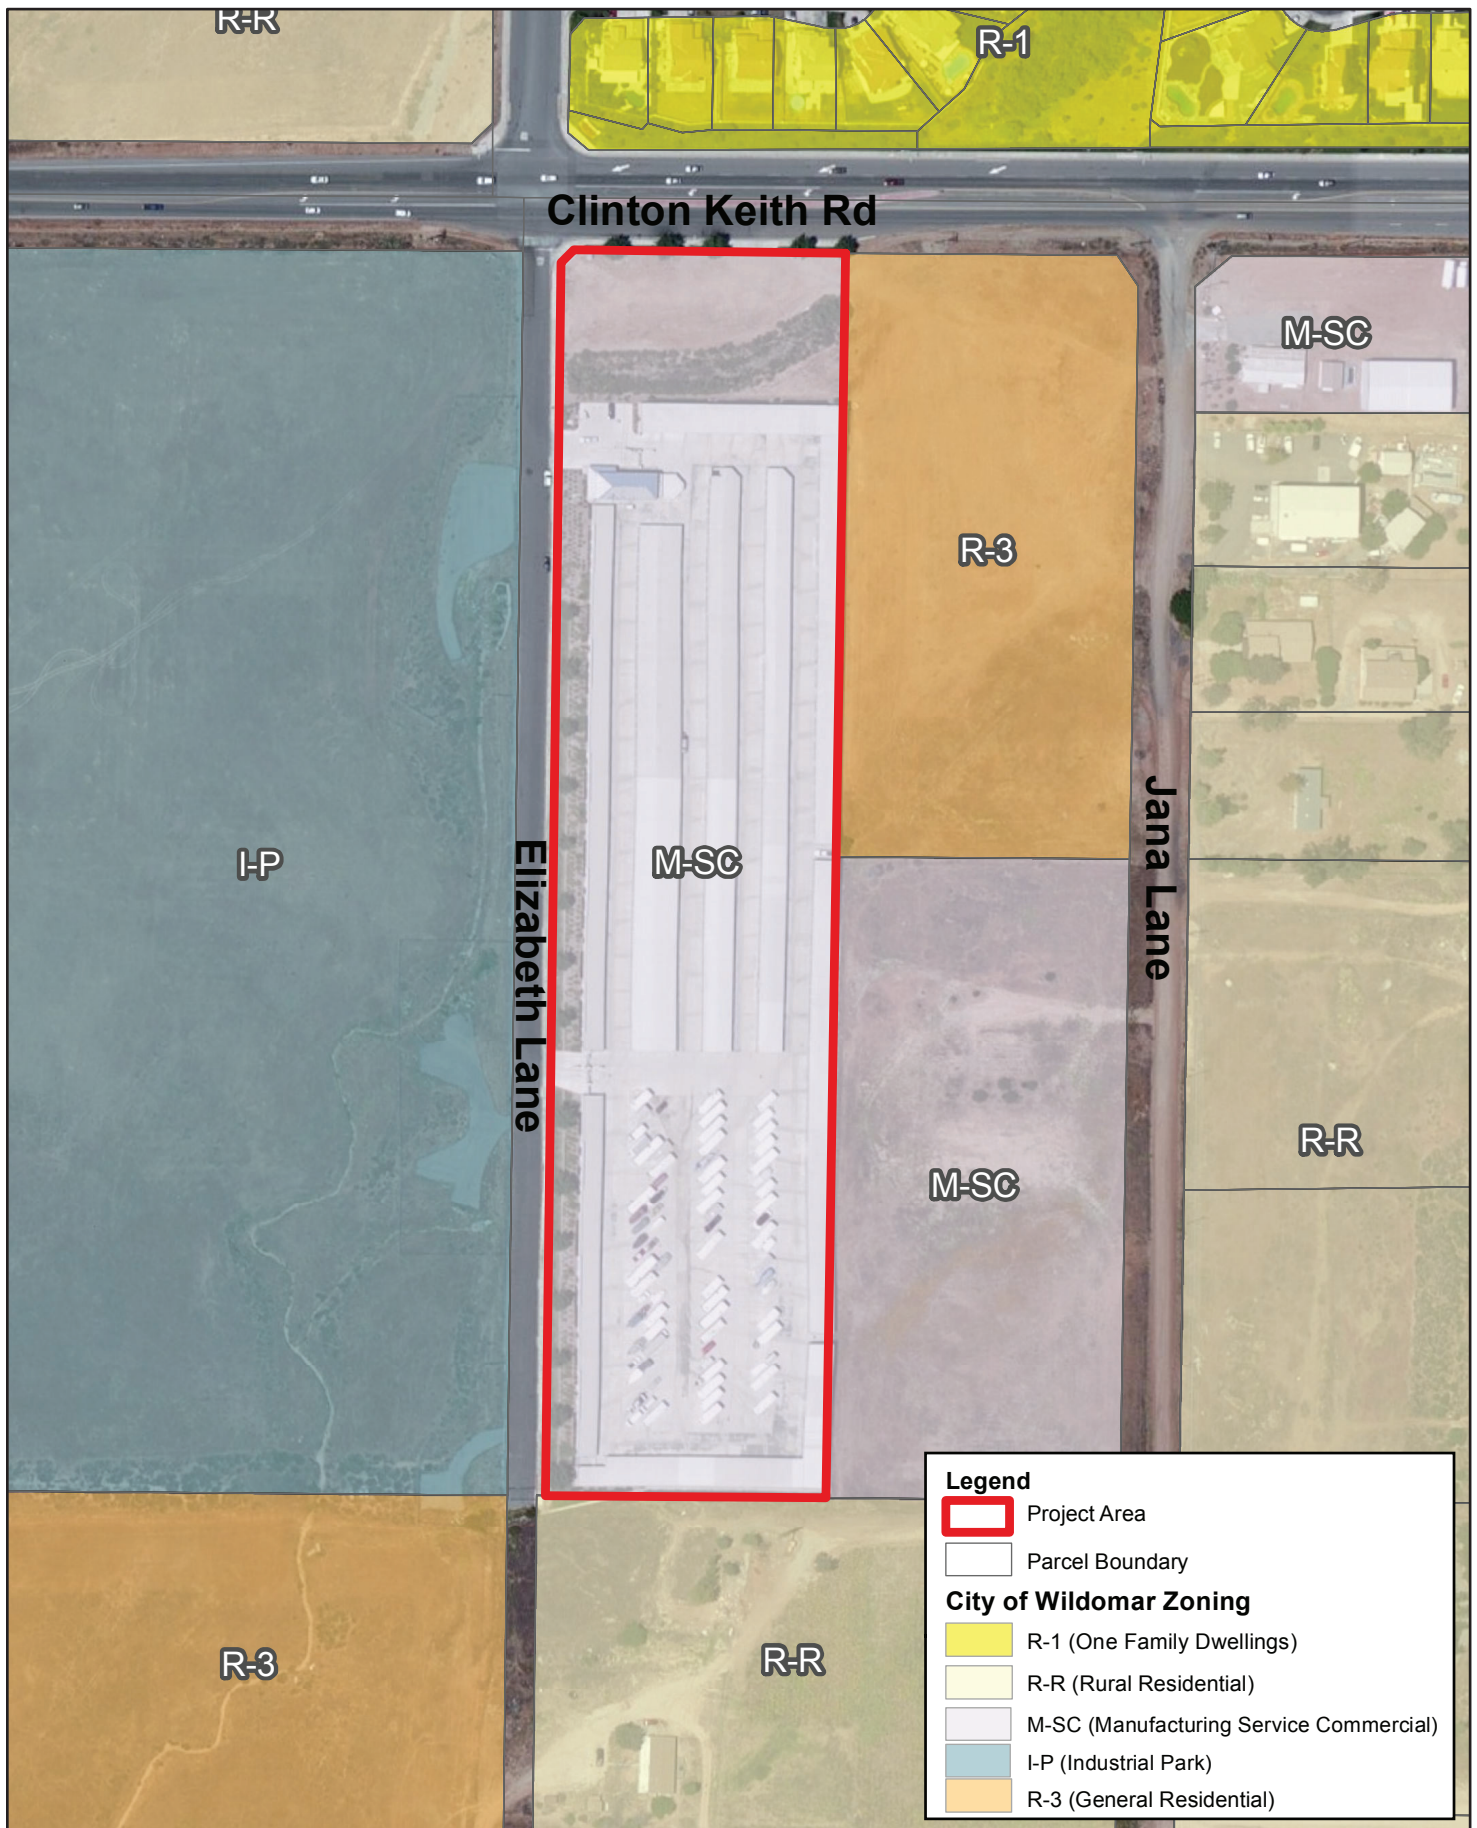 R-R
R-1
Clinton Keith Rd
M-SC
R-3
I-P
Elizabeth Lane
M-SC
Jana Lane
R-R
M-SC
R-3
R-R
Legend
Project Area
Parcel Boundary
City of Wildomar Zoning
R-1 (One Family Dwellings)
R-R (Rural Residential)
M-SC (Manufacturing Service Commercial)
I-P (Industrial Park)
R-3 (General Residential)